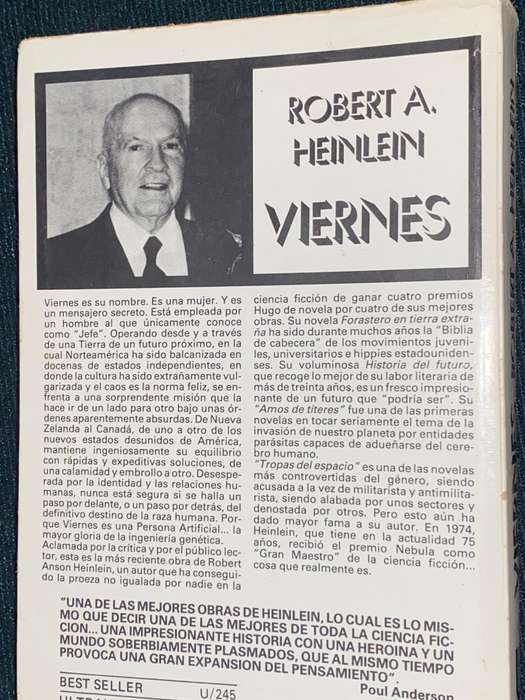 ROBERT A.
HEINLEIN
VIERNES
Viernes es su nombre. Es una mujer. Y es
un mensajero secreto. Está empleada por
un hombre al que únicamente conoce
como "Jefe". Operando desde y a través
de una Tierra de un futuro próximo, en la
cual Norteamérica ha sido balcanizada en
docenas de estados independientes, en
donde la cultura ha sido extrañamente vul-
garizada y el caos es la norma feliz, se en-
frenta a una sorprendente misión que la
hace ir de un lado para otro bajo unas ór-
denes aparentemente absurdas. De Nueva
Zelanda al Canadá, de uno a otro de los
nuevos estados desunidos de América,
mantiene ingeniosamente su equilibrio
con rápidas y expeditivas soluciones, de
una calamidad y embrollo a otro. Desespe-
rada por la identidad y las relaciones huma-
nas, nunca está segura si se halla un
paso por delante, o un paso por detrás, del
definitivo destino de la raza humana. Por-
que Viernes es una Persona Artificial... la
mayor gloria de la ingeniería genética.
Aclamada por la crítica y por el público lec-
tor, esta es la más reciente obra de Robert
Anson Heinlein, un autor que ha consegui-
do la proeza no igualada por nadie en la
ciencia ficción de ganar cuatro premios
Hugo de novela por cuatro de sus mejores
obras. Su novela Forastero en tierra extra-
ña ha sido durante muchos años la "Biblia
de cabecera" de los movimientos juveni-
les, universitarios e hippies estadouniden-
ses. Su voluminosa Historia del futuro,
que recoge lo mejor de su labor literaria de
más de treinta años, es un fresco impresio-
nante de un futuro que "podría ser". Su
"Amos de títeres" fue una de las primeras
novelas en tocar seriamente el tema de la
invasión de nuestro planeta por entidades
parásitas capaces de adueñarse del cere-
bro humano.
"Tropas del espacio" es una de las novelas
más controvertidas del género, siendo
acusada a la vez de militarista y antimilita-
rista, siendo alabada por unos sectores y
denostada por otros. Pero esto aún ha
dado mayor fama a su autor. En 1974,
Heinlein, que tiene en la actualidad 75
años, recibió el premio Nebula como
"Gran Maestro" de la ciencia ficción...
cosa que realmente es.
"UNA DE LAS MEJORES OBRAS DE HEINLEIN, LO CUAL ES LO MIS-
MO QUE DECIR UNA DE LAS MEJORES DE TODA LA CIENCIA FIC-
CION... UNA IMPRESIONANTE HISTORIA CON UNA HEROINA Y UN
MUNDO SOBERBIAMENTE PLASMADOS, QUE AL MISMO TIEMPO
PROVOCA UNA GRAN EXPANSION DEL PENSAMIENTO".
Poul Anderson
BEST SELLER
U/245